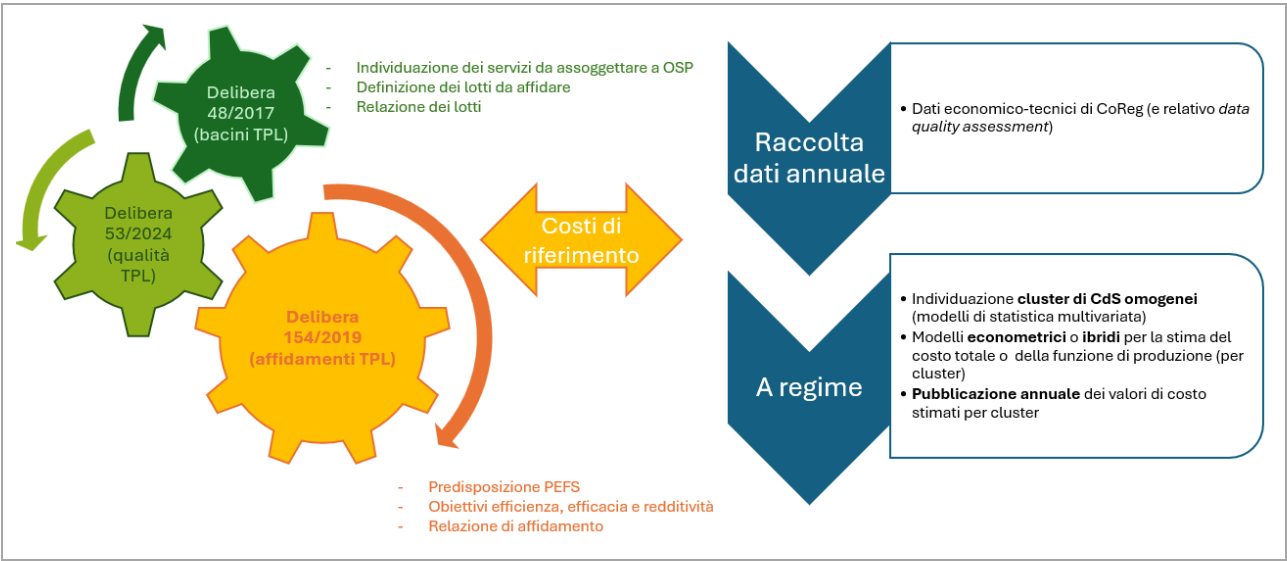 Delibera
48/2017
(bacini TPL)
- Individuazione dei servizi da assoggettare a OSP
- Definizione dei lotti da affidare
- Relazione dei lotti
Delibera
53/2024
(qualità
TPL)
Delibera
154/2019
(affidamenti TPL)
- Predisposizione PEFS
- Obiettivi efficienza, efficacia e redditività
- Relazione di affidamento
Costi di
riferimento
Raccolta
dati annuale
• Dati economico-tecnici di CoReg (e relativo data
quality assessment)
A regime
• Individuazione cluster di CdS omogenei
(modelli di statistica multivariata)
• Modelli econometrici o ibridi per la stima del
costo totale o della funzione di produzione (per
cluster)
• Pubblicazione annuale dei valori di costo
stimati per cluster